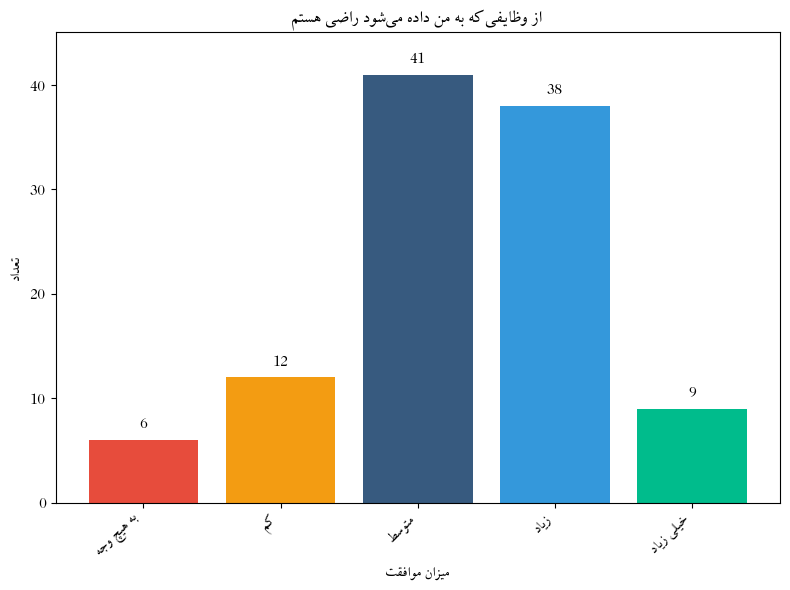 از وظایفی که به من داده می‌شود راضی هستم
41
38
12
9
6
40
30
20
10
0
تعداد
به هیچ وجه
کم
متوسط
زیاد
خیلی زیاد
میزان موافقت